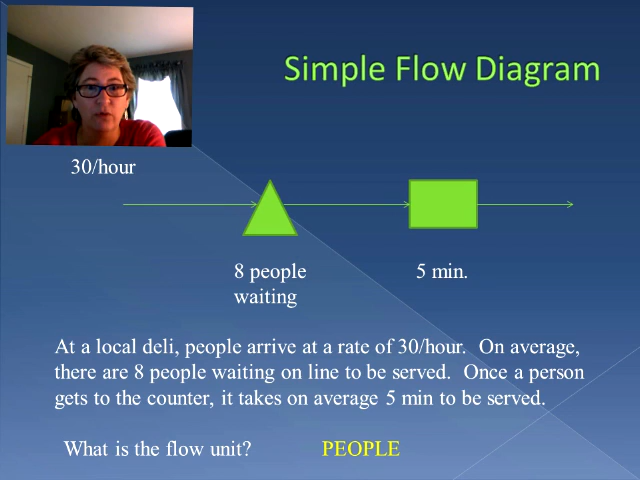 Simple Flow Diagram
30/hour
8 people
waiting
5 min.
At a local deli, people arrive at a rate of 30/hour.  On average,
there are 8 people waiting on line to be served.  Once a person
gets to the counter, it takes on average 5 min to be served.
What is the flow unit?
PEOPLE